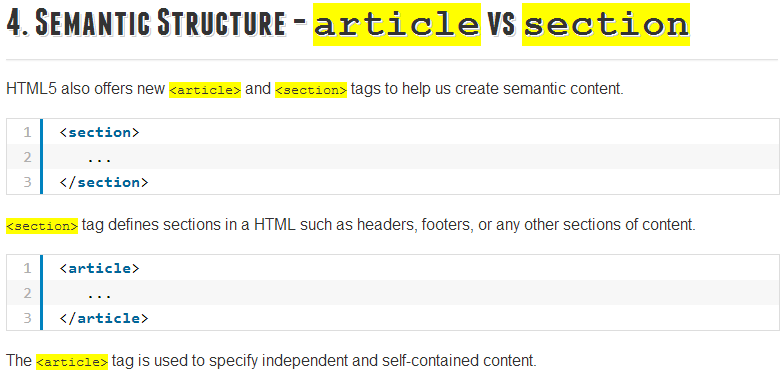 4. Semantic Structure - article vs section
HTML5 also offers new <article> and <section> tags to help us create semantic content.
1 <section>
2 ...
3 </section>
<section> tag defines sections in a HTML such as headers, footers, or any other sections of content.
1 <article>
2 ...
3 </article>
The <article> tag is used to specify independent and self-contained content.